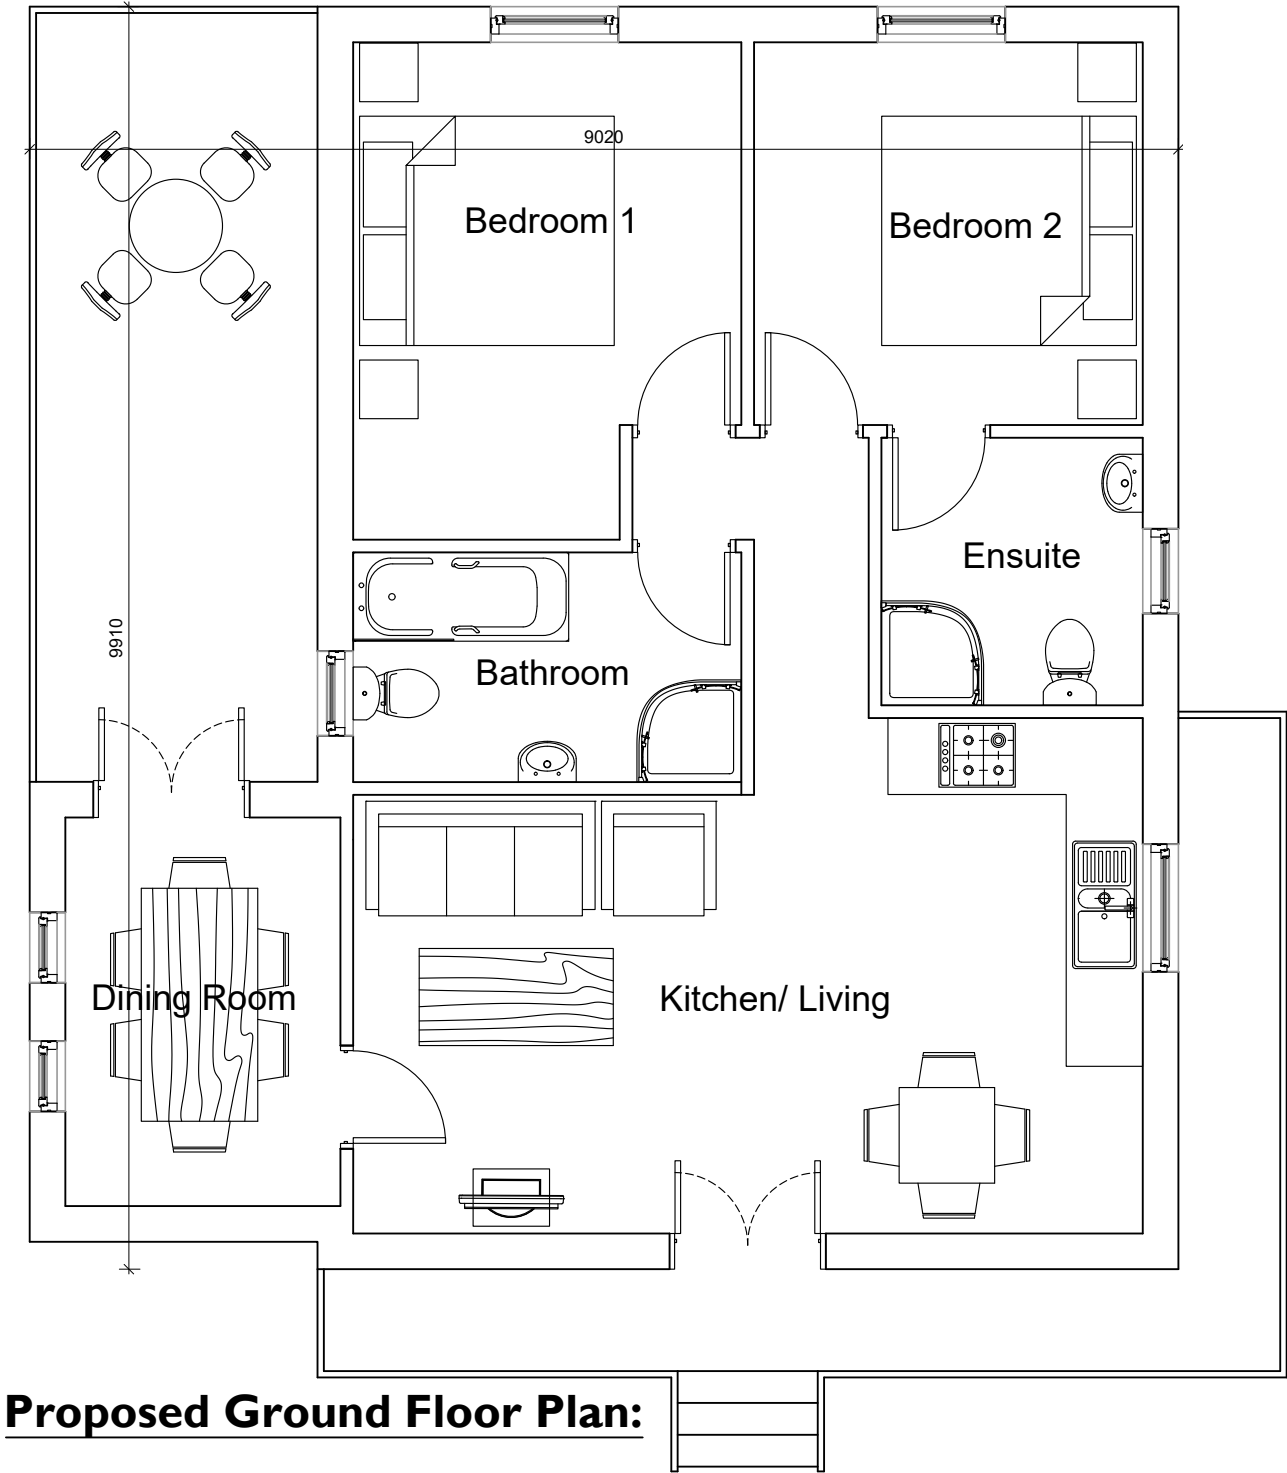 9020
Bedroom 1
Bedroom 2
Ensuite
9910
Bathroom
Dining Room
Kitchen/ Living
Proposed Ground Floor Plan: